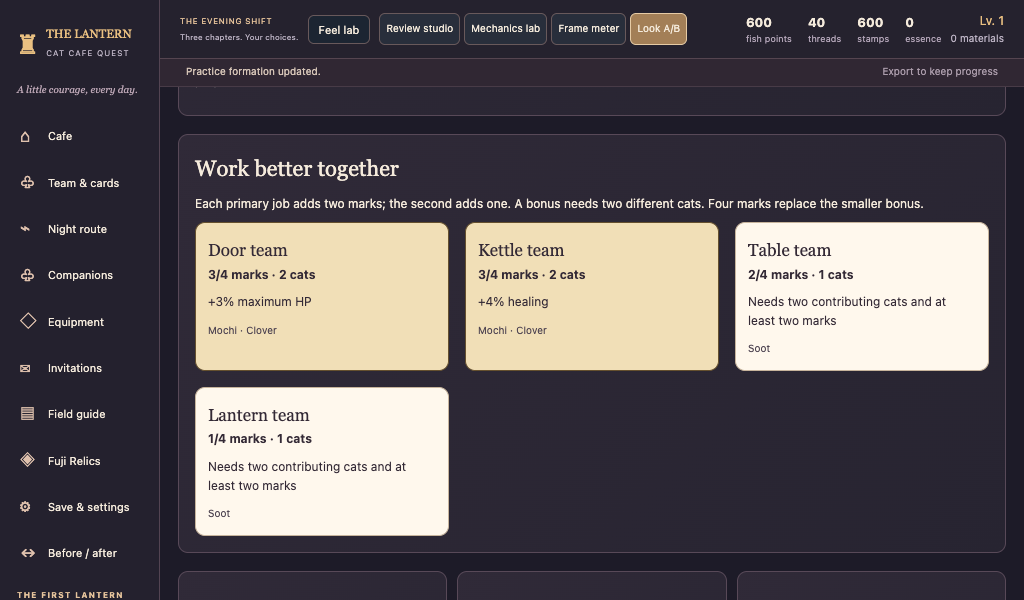 THE LANTERN
CAT CAFE QUEST
A little courage, every day.
Cafe
Team & cards
Night route
Companions
Equipment
Invitations
Field guide
Fuji Relics
Save & settings
Before / after
THE FIRST LANTERN
THE EVENING SHIFT
Three chapters. Your choices.
Feel lab
Review studio
Mechanics lab
Frame meter
Look A/B
600 fish points
40 threads
600 stamps
0 essence
Lv. 1
0 materials
Practice formation updated.
Export to keep progress
Work better together
Each primary job adds two marks; the second adds one. A bonus needs two different cats. Four marks replace the smaller bonus.
Door team
3/4 marks · 2 cats
+3% maximum HP
Mochi · Clover
Kettle team
3/4 marks · 2 cats
+4% healing
Mochi · Clover
Table team
2/4 marks · 1 cats
Needs two contributing cats and at
least two marks
Soot
Lantern team
1/4 marks · 1 cats
Needs two contributing cats and at
least two marks
Soot